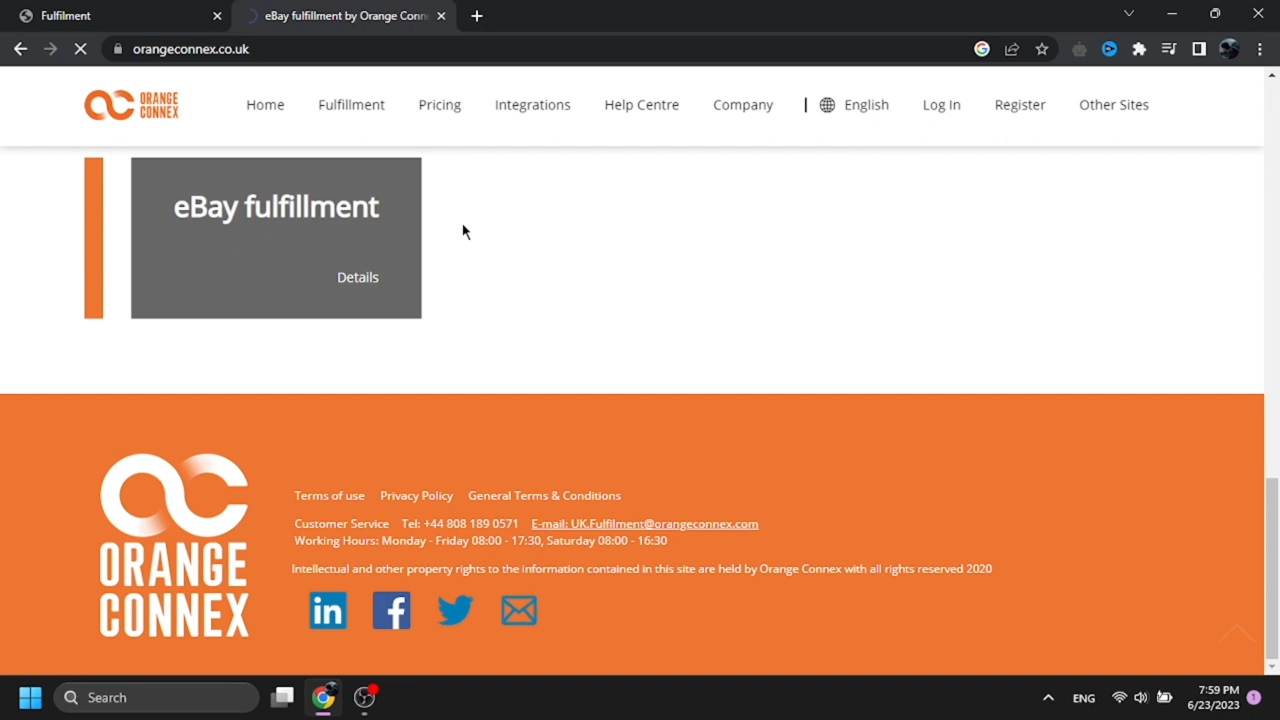 Fulfilment
eBay fulfillment by Orange Conn
orangeconnex.co.uk
ORANGE CONNEX
Home Fulfillment Pricing Integrations Help Centre Company | English Log In Register Other Sites
eBay fulfillment
Details
ORANGE
CONNEX
Terms of use Privacy Policy General Terms & Conditions
Customer Service Tel: +44 808 189 0571 E-mail: UK.Fulfilment@orangeconnex.com
Working Hours: Monday - Friday 08:00 - 17:30, Saturday 08:00 - 16:30
Intellectual and other property rights to the information contained in this site are held by Orange Connex with all rights reserved 2020
in f
Search
ENG
7:59 PM
6/23/2023
1